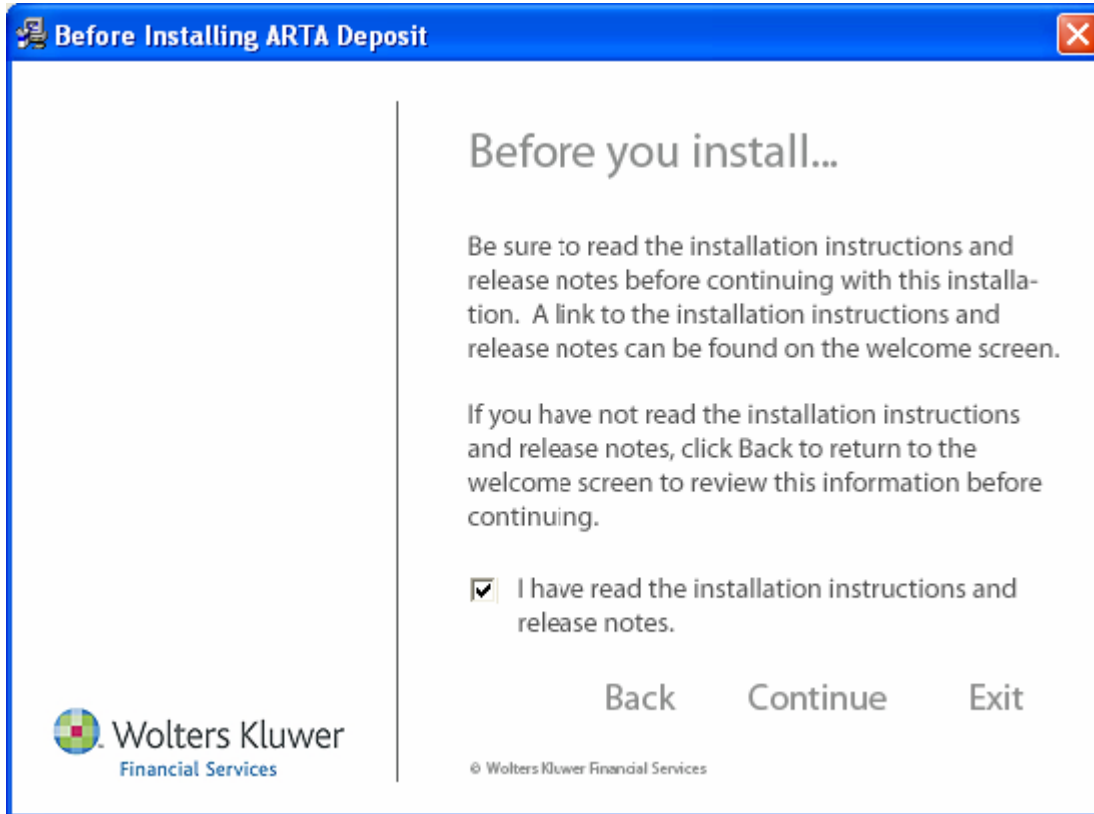 Before Installing ARTA Deposit
Before you install...
Be sure to read the installation instructions and
release notes before continuing with this installa-
tion. A link to the installation instructions and
release notes can be found on the welcome screen.
If you have not read the installation instructions
and release notes, click Back to return to the
welcome screen to review this information before
continuing.
I have read the installation instructions and
release notes.
Back Continue Exit
Wolters Kluwer
Financial Services
© Wolters Kluwer Financial Services